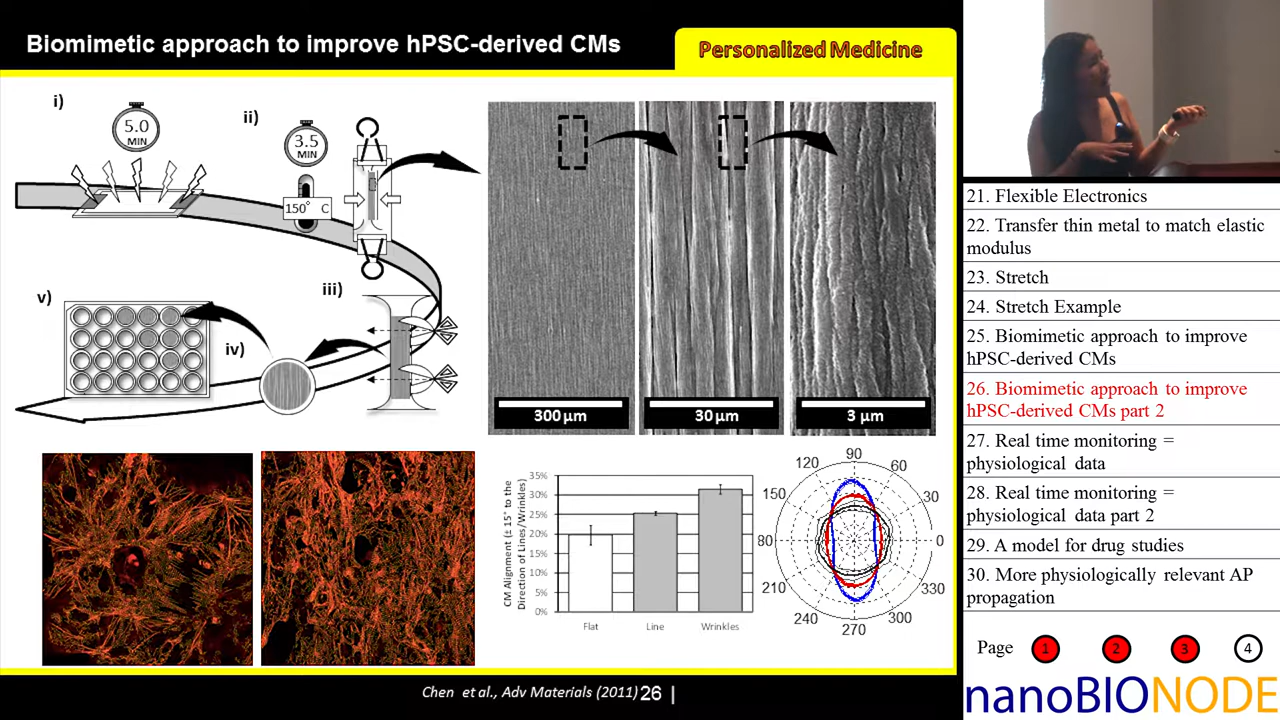 Biomimetic approach to improve hPSC-derived CMs
Personalized Medicine
i)
5.0
MIN
ii)
3.5
MIN
150° C
iii)
iv)
v)
300 µm
30 µm
3 µm
CM Alignment (± 15° to the
Direction of Lines/Wrinkles)
35%
30%
25%
20%
15%
10%
5%
0%
Flat
Line
Wrinkles
90
60
30
0
330
300
270
240
210
80
150
120
Chen et al., Adv Materials (2011) 26 |
21. Flexible Electronics
22. Transfer thin metal to match elastic
modulus
23. Stretch
24. Stretch Example
25. Biomimetic approach to improve
hPSC-derived CMs
26. Biomimetic approach to improve
hPSC-derived CMs part 2
27. Real time monitoring =
physiological data
28. Real time monitoring =
physiological data part 2
29. A model for drug studies
30. More physiologically relevant AP
propagation
Page 1 2 3 4
nanoBIONODE